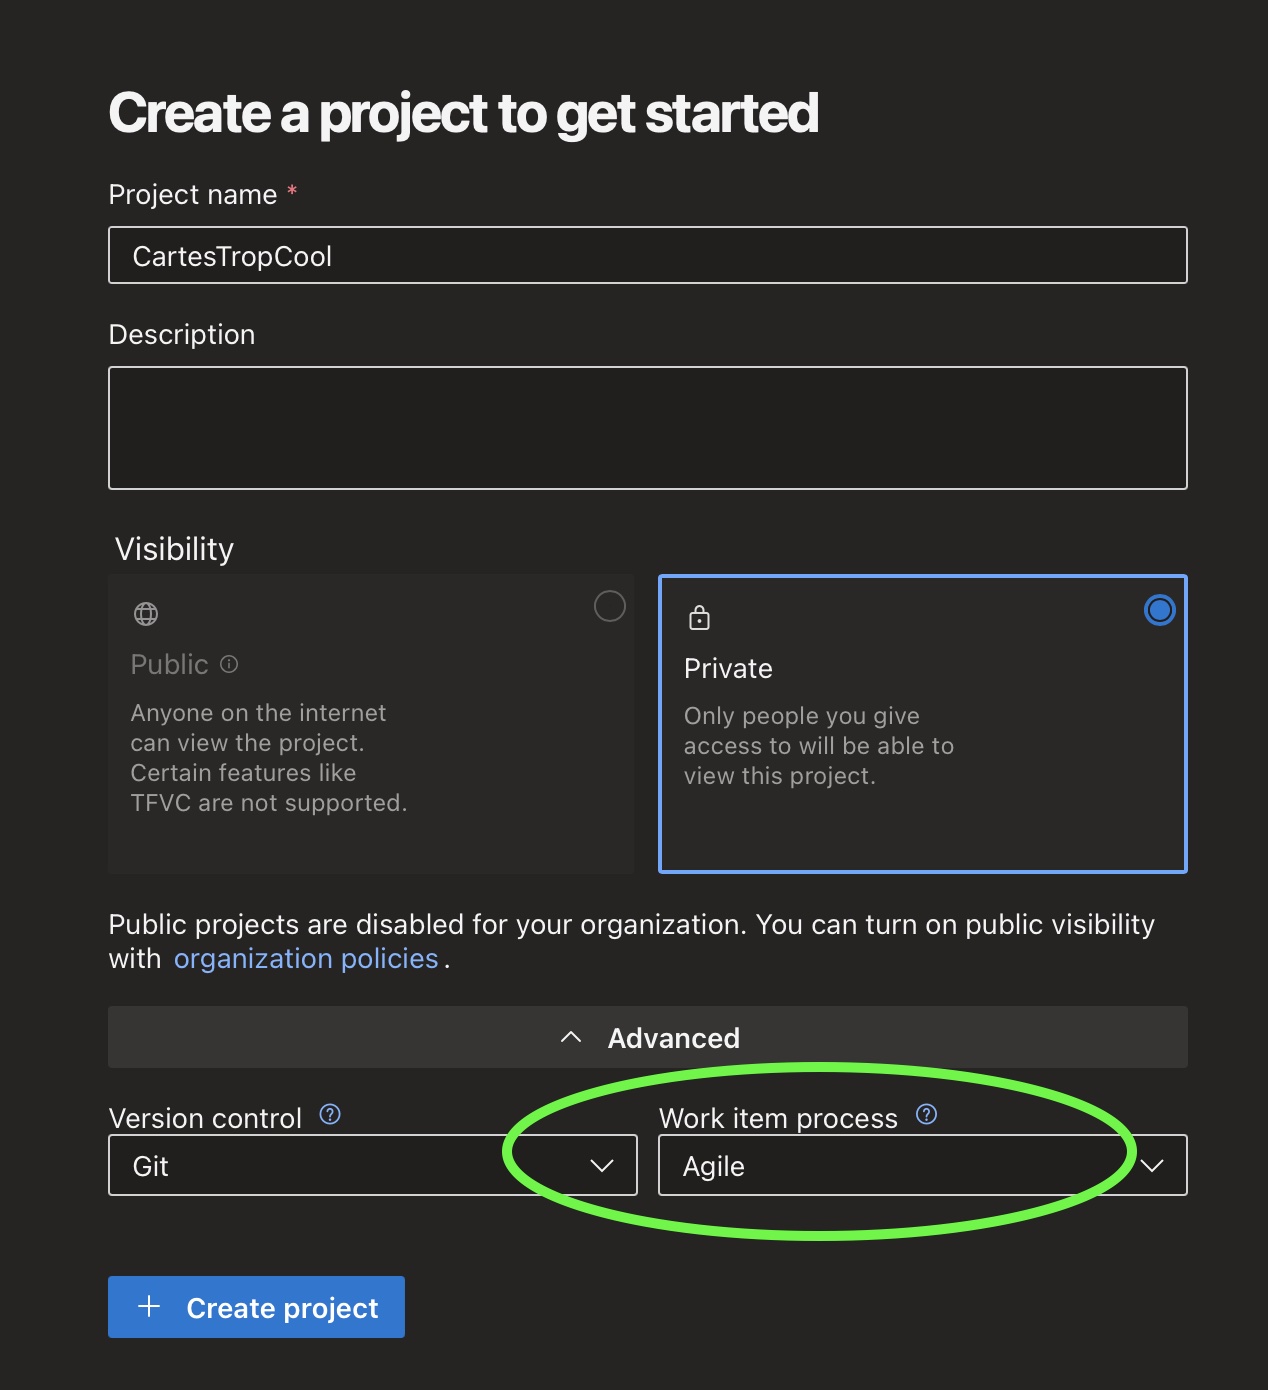 Create a project to get started
Project name *
CartesTropCool
Description
Visibility
Public
Anyone on the internet
can view the project.
Certain features like
TFVC are not supported.
Private
Only people you give
access to will be able to
view this project.
Public projects are disabled for your organization. You can turn on public visibility
with organization policies.
Advanced
Version control
Git
Work item process
Agile
+ Create project